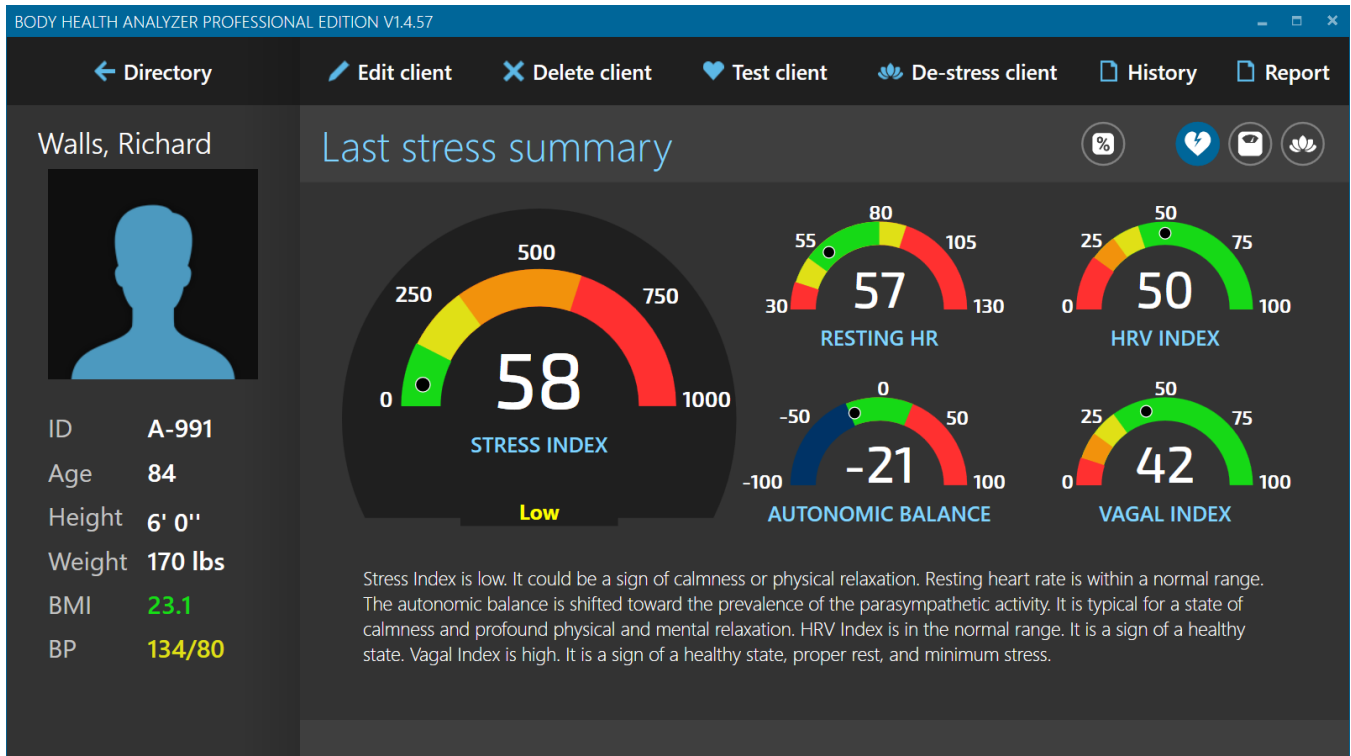 BODY HEALTH ANALYZER PROFESSIONAL EDITION V1.4.57
Directory
Edit client
Delete client
Test client
De-stress client
History
Report
Walls, Richard
ID A-991
Age 84
Height 6' 0''
Weight 170 lbs
BMI 23.1
BP 134/80
Last stress summary
%
0
250
500
750
1000
58
STRESS INDEX
Low
30
55
80
105
130
57
RESTING HR
0
25
50
75
100
50
HRV INDEX
-100
-50
0
50
100
-21
AUTONOMIC BALANCE
0
25
50
75
100
42
VAGAL INDEX
Stress Index is low. It could be a sign of calmness or physical relaxation. Resting heart rate is within a normal range.
The autonomic balance is shifted toward the prevalence of the parasympathetic activity. It is typical for a state of
calmness and profound physical and mental relaxation. HRV Index is in the normal range. It is a sign of a healthy
state. Vagal Index is high. It is a sign of a healthy state, proper rest, and minimum stress.